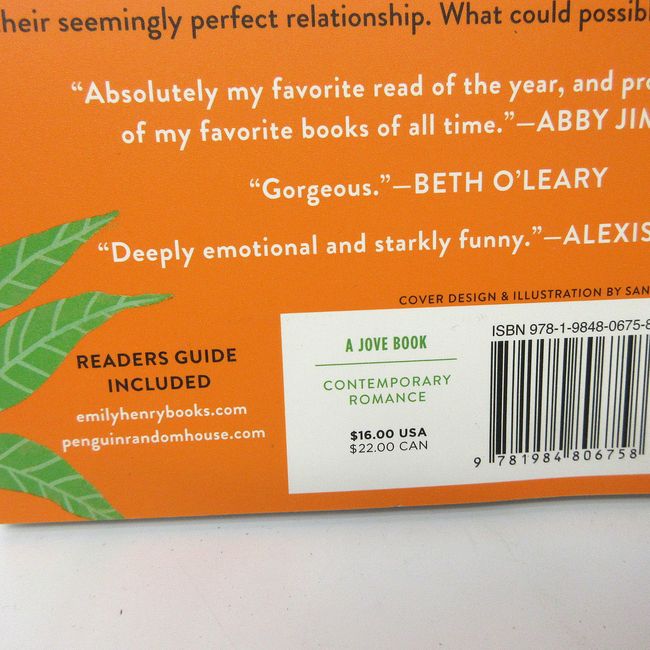 their seemingly perfect relationship. What could possibl
“Absolutely my favorite read of the year, and pro
of my favorite books of all time.”—ABBY JIM
“Gorgeous.”—BETH O’LEARY
“Deeply emotional and starkly funny.”—ALEXIS
COVER DESIGN & ILLUSTRATION BY SAN
READERS GUIDE
INCLUDED
emilyhenrybooks.com
penguinrandomhouse.com
A JOVE BOOK
CONTEMPORARY
ROMANCE
$16.00 USA
$22.00 CAN
ISBN 978-1-9848-0675-8
9 781984 806758